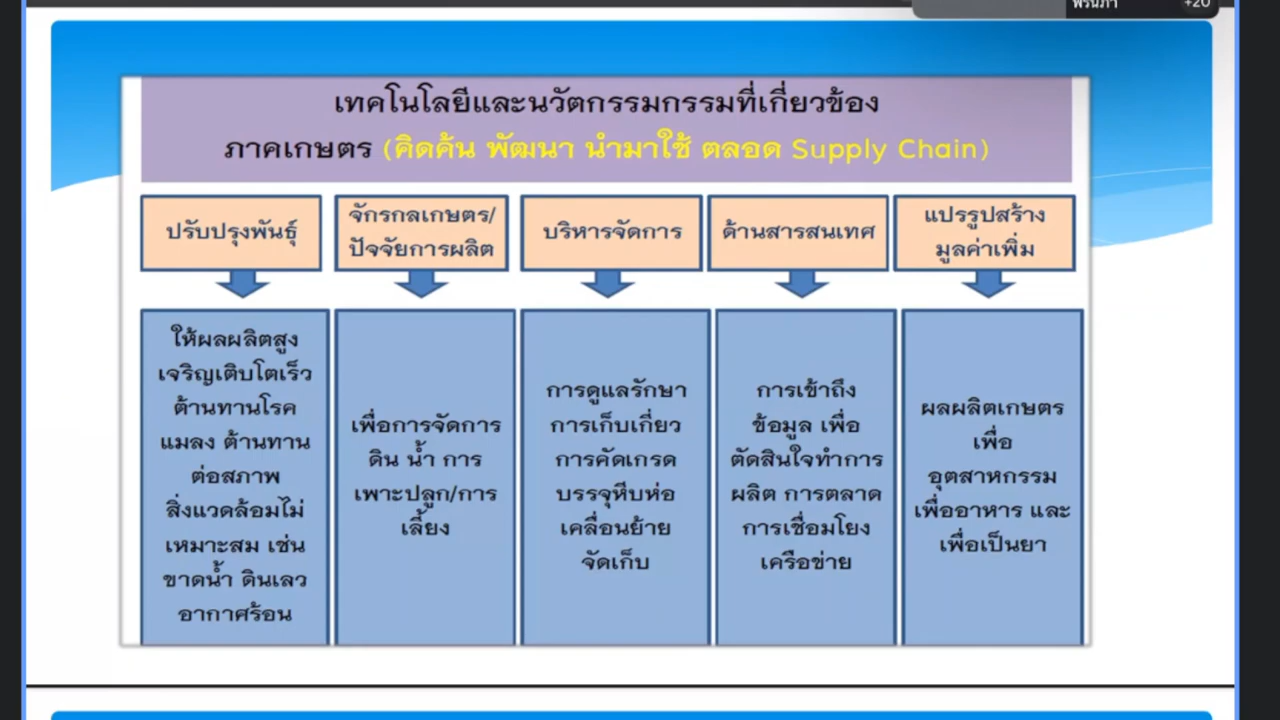 พรนภา
+20
เทคโนโลยีและนวัตกรรมกรรมที่เกี่ยวข้อง
ภาคเกษตร (คิดค้น พัฒนา นำมาใช้ ตลอด Supply Chain)
ปรับปรุงพันธุ์
ให้ผลผลิตสูง
เจริญเติบโตเร็ว
ต้านทานโรค
แมลง ต้านทาน
ต่อสภาพ
สิ่งแวดล้อมไม่
เหมาะสม เช่น
ขาดน้ำ ดินเลว
อากาศร้อน
จักรกลเกษตร/
ปัจจัยการผลิต
เพื่อการจัดการ
ดิน น้ำ การ
เพาะปลูก/การ
เลี้ยง
บริหารจัดการ
การดูแลรักษา
การเก็บเกี่ยว
การคัดเกรด
บรรจุหีบห่อ
เคลื่อนย้าย
จัดเก็บ
ด้านสารสนเทศ
การเข้าถึง
ข้อมูล เพื่อ
ตัดสินใจทำการ
ผลิต การตลาด
การเชื่อมโยง
เครือข่าย
แปรรูปสร้าง
มูลค่าเพิ่ม
ผลผลิตเกษตร
เพื่อ
อุตสาหกรรม
เพื่ออาหาร และ
เพื่อเป็นยา